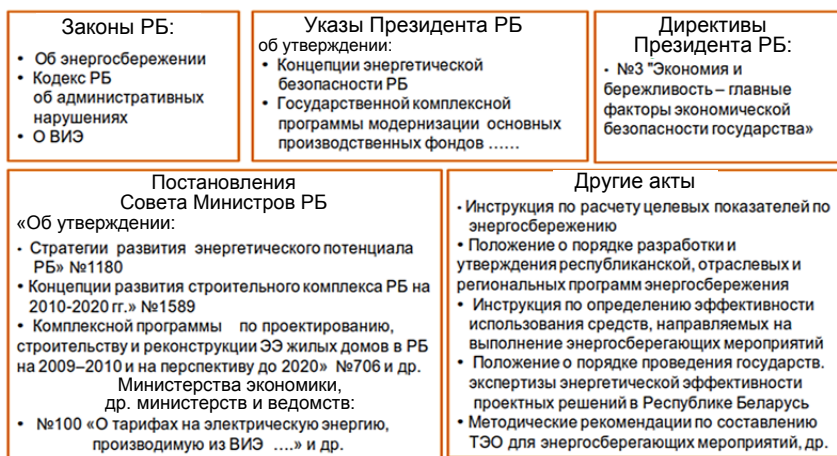 Законы РБ:
• Об энергосбережении
• Кодекс РБ
об административных
нарушениях
• О ВИЭ
Указы Президента РБ
об утверждении:
• Концепции энергетической
безопасности РБ
• Государственной комплексной
программы модернизации основных
производственных фондов ……
Директивы
Президента РБ:
- №3 "Экономия и
бережливость – главные
факторы экономической
безопасности государства»
Постановления
Совета Министров РБ
«Об утверждении:
- Стратегии развития энергетического потенциала
РБ» №1180
• Концепции развития строительного комплекса РБ на
2010-2020 гг.» №1589
• Комплексной программы по проектированию,
строительству и реконструкции ЭЭ жилых домов в РБ
на 2009–2010 и на перспективу до 2020» №706 и др.
Министерства экономики,
др. министерств и ведомств:
• №100 «О тарифах на электрическую энергию,
производимую из ВИЭ ….» и др.
Другие акты
- Инструкция по расчету целевых показателей по
энергосбережению
• Положение о порядке разработки и
утверждения республиканской, отраслевых и
региональных программ энергосбережения
• Инструкция по определению эффективности
использования средств, направляемых на
выполнение энергосберегающих мероприятий
• Положение о порядке проведения государств.
экспертизы энергетической эффективности
проектных решений в Республике Беларусь
• Методические рекомендации по составлению
ТЭО для энергосберегающих мероприятий, др.